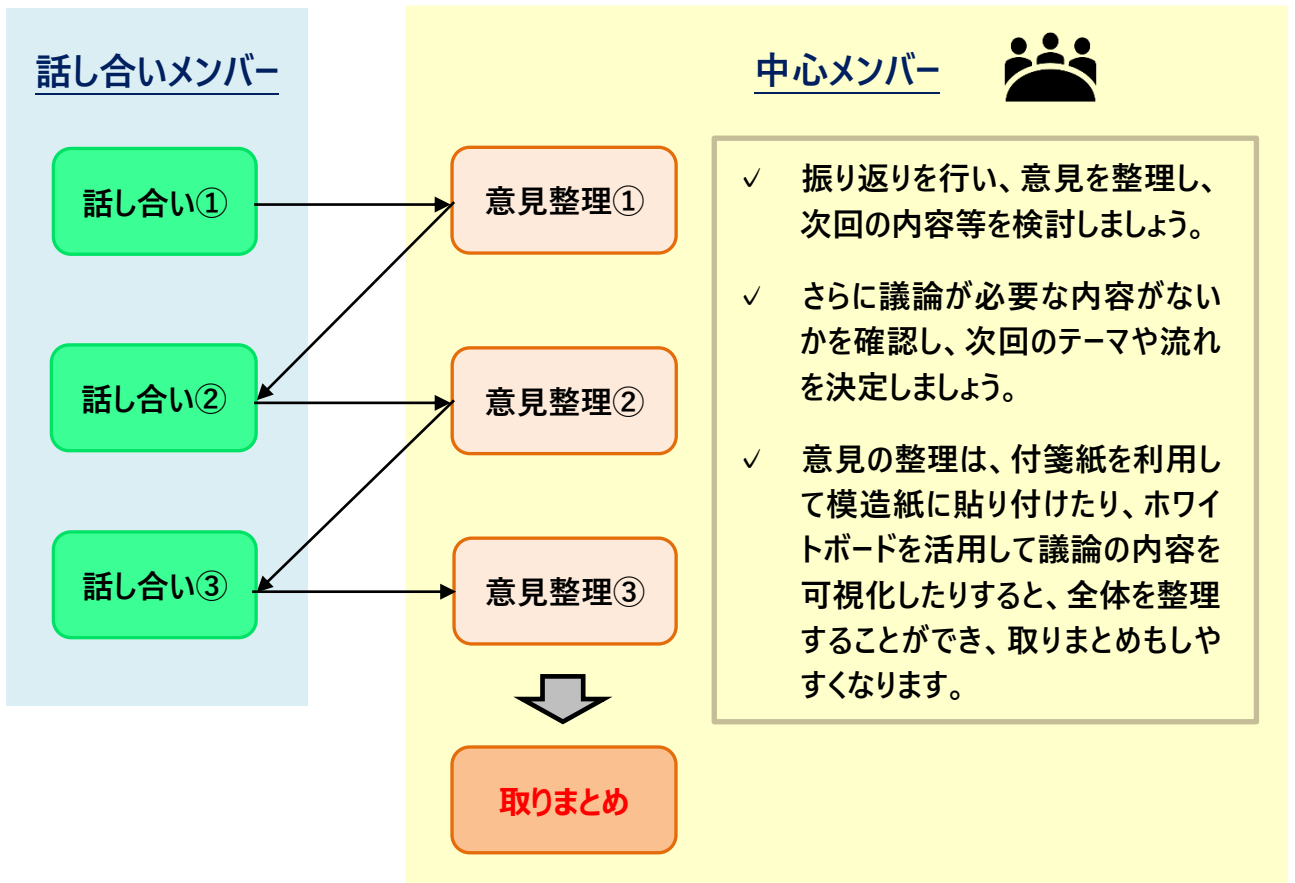 話し合いメンバー
中心メンバー
話し合い①
意見整理①
話し合い②
意見整理②
話し合い③
意見整理③
取りまとめ
✓ 振り返りを行い、意見を整理し、
次回の内容等を検討しましょう。
✓ さらに議論が必要な内容がない
かを確認し、次回のテーマや流れ
を決定しましょう。
✓ 意見の整理は、付箋紙を利用し
て模造紙に貼り付けたり、ホワイ
トボードを活用して議論の内容を
可視化したりすると、全体を整理
することができ、取りまとめもしや
すくなります。